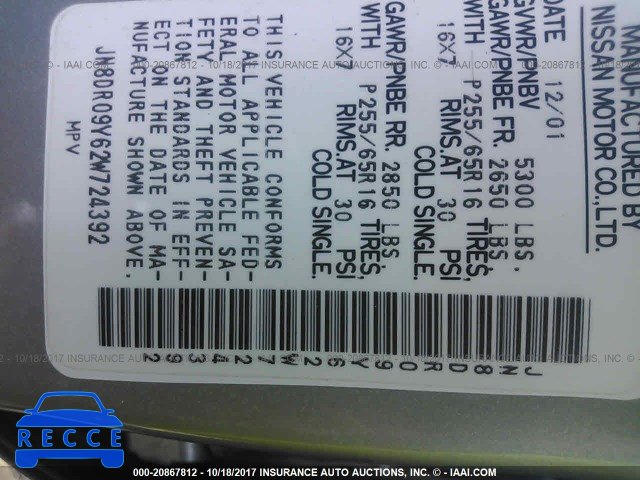 MANUFACTURED BY
NISSAN MOTOR CO.,LTD.
DATE 12/01
GVWR/PNBV 5300 LBS.
GAWR/PNBE FR. 2650 LBS.
WITH P255/65R16 TIRES,
16X7 RIMS.AT 30 PSI
COLD SINGLE.
GAWR/PNBE RR. 2850 LBS.
WITH P255/65R16 TIRES,
16X7 RIMS.AT 30 PSI
COLD SINGLE.
THIS VEHICLE CONFORMS
TO ALL APPLICABLE FED-
ERAL MOTOR VEHICLE SA-
FETY AND THEFT PREVEN-
TION STANDARDS IN EFF-
ECT ON THE DATE OF MA-
NUFACTURE SHOWN ABOVE.
JN8DR09Y62W724392
MPV
JN8DR09Y62W724392
000-20867812 - 10/18/2017 INSURANCE AUTO AUCTIONS, INC. - © IAAI.COM
RECCE